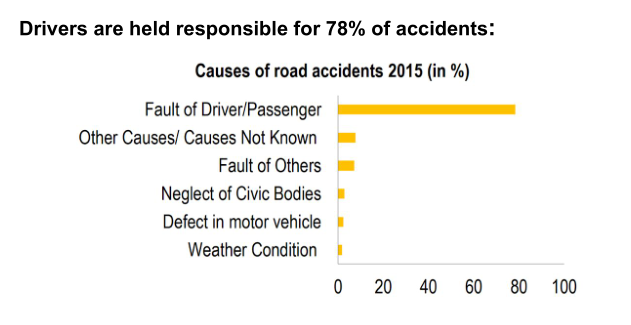 Drivers are held responsible for 78% of accidents:
Causes of road accidents 2015 (in %)
Fault of Driver/Passenger
Other Causes/ Causes Not Known
Fault of Others
Neglect of Civic Bodies
Defect in motor vehicle
Weather Condition
0 20 40 60 80 100